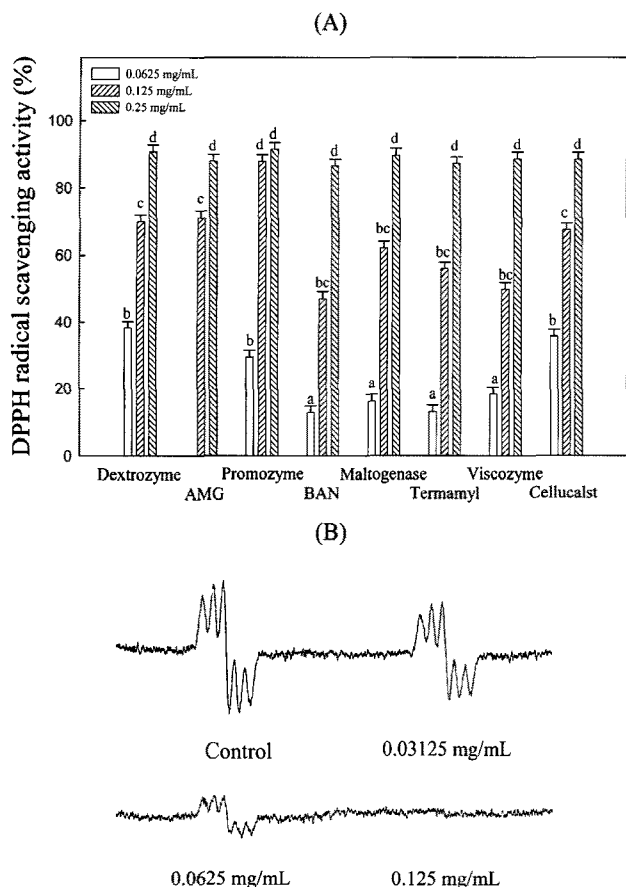 (A)
DPPH radical scavenging activity (%)
0.0625 mg/mL
0.125 mg/mL
0.25 mg/mL
100
80
60
40
20
0
b c d
c d
b d d
a bc d
a bc d
a bc d
a bc d
b c d
Dextrozyme Promozyme Maltogenase Viscozyme
AMG BAN Termamyl Cellucalst
(B)
Control 0.03125 mg/mL
0.0625 mg/mL 0.125 mg/mL